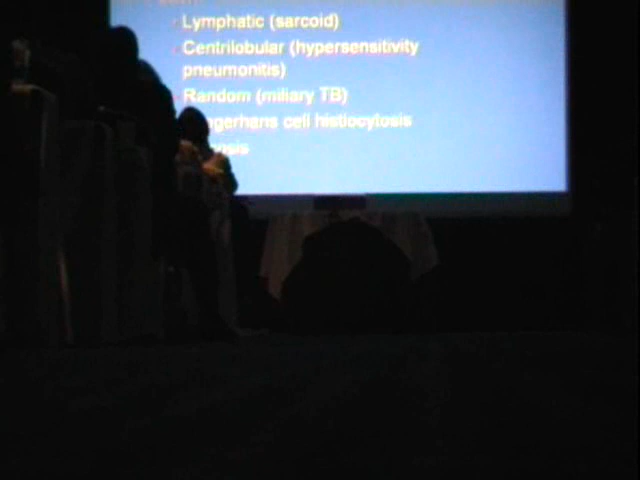 Lymphatic (sarcoid)
Centrilobular (hypersensitivity
pneumonitis)
Random (miliary TB)
cell histiocytosis